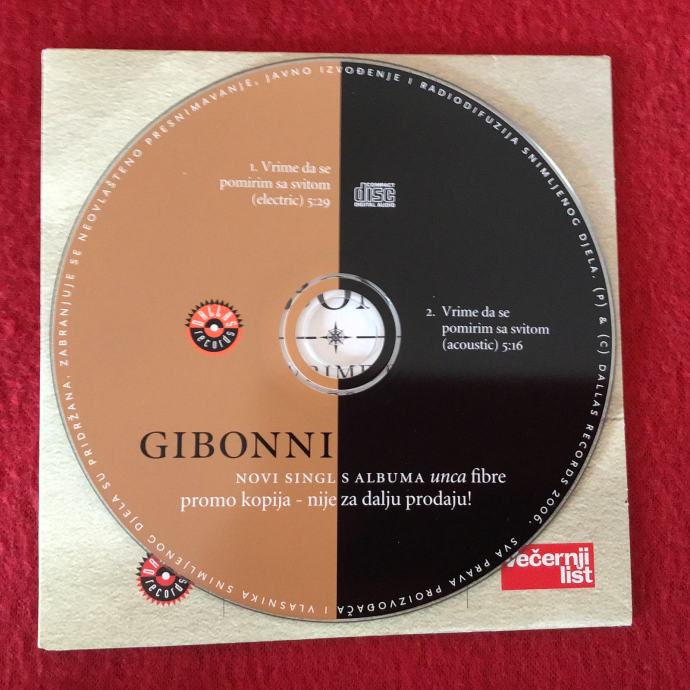 SVA PRAVA PROIZVOĐAČA I VLASNIKA SNIMLJENOG DJELA SU PRIDRŽANA. ZABRANJUJE SE NEOVLAŠTENO PRESNIMAVANJE, JAVNO IZVOĐENJE I RADIODIFUZIJA SNIMLJENOG DJELA. (P) & (C) DALLAS RECORDS 2006.
1. Vrime da se
pomirim sa svitom
(electric) 5:29
COMPACT
disc
DIGITAL AUDIO
DALLAS
records
2. Vrime da se
pomirim sa svitom
(acoustic) 5:16
GIBONNI
NOVI SINGL S ALBUMA unca fibre
promo kopija - nije za dalju prodaju!
records
večernji
list